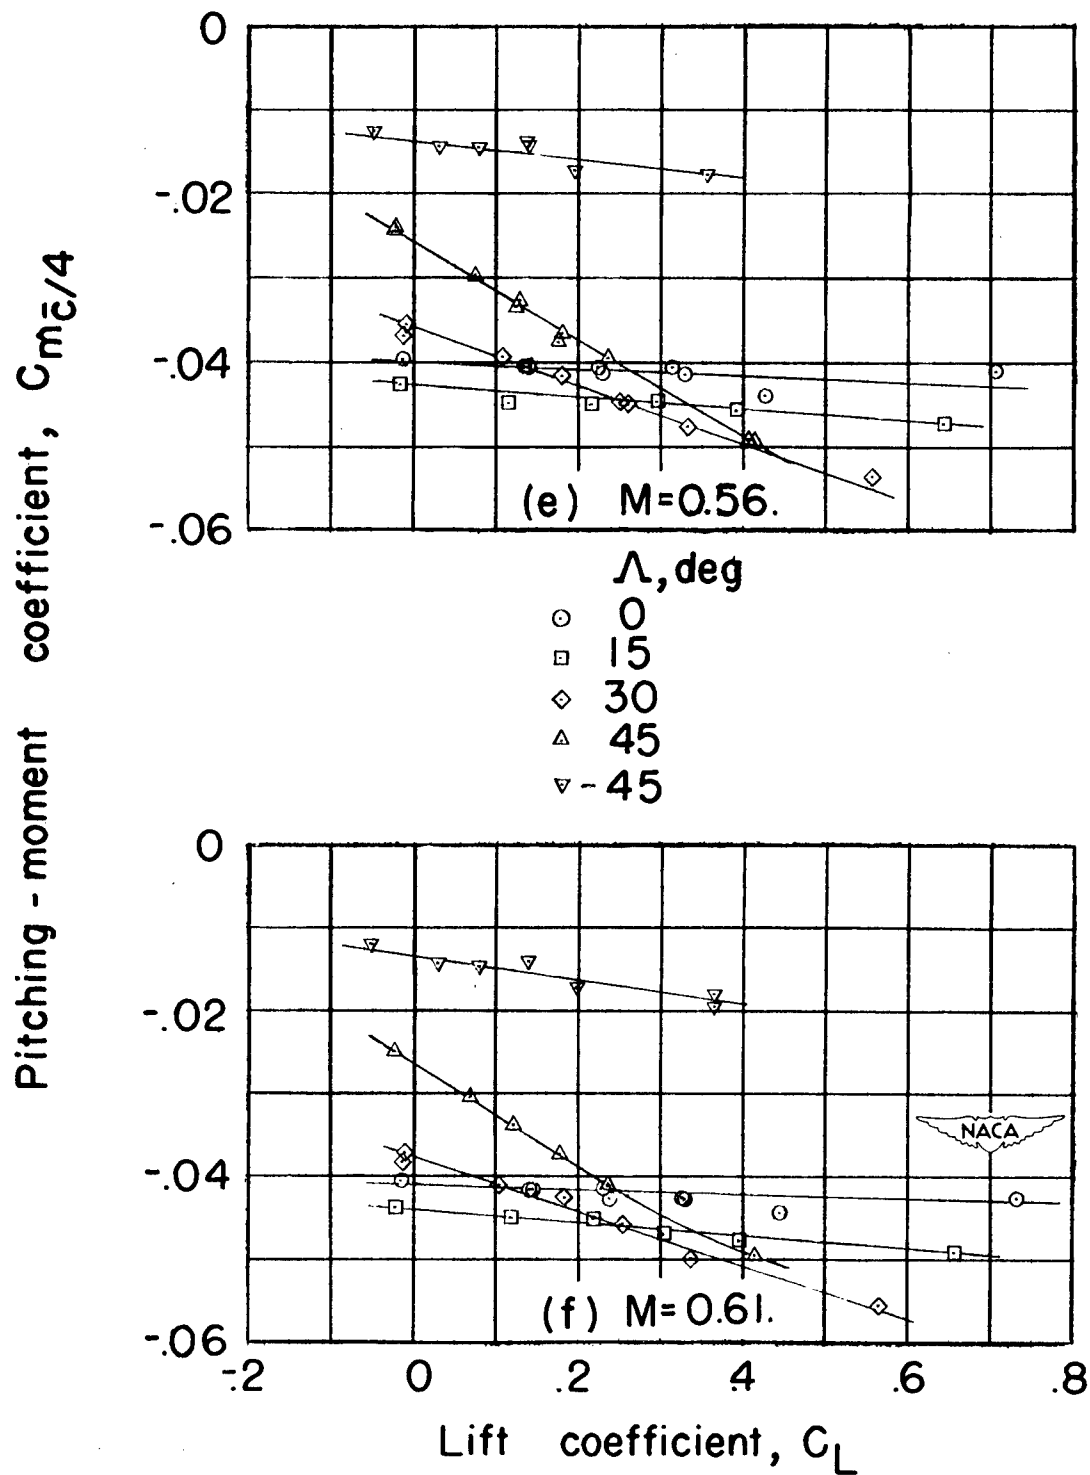 Pitching-moment coefficient, Cm c̄/4
0
-.02
-.04
-.06
(e) M=0.56.
Λ, deg
0
15
30
45
-45
0
-.02
-.04
-.06
NACA
(f) M=0.61.
-.2 0 .2 .4 .6 .8
Lift coefficient, CL